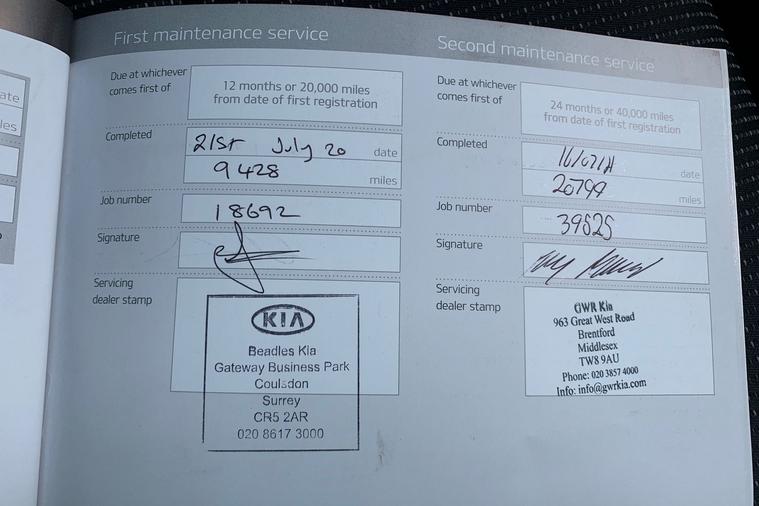 ate
les
First maintenance service
Due at whichever
comes first of
12 months or 20,000 miles
from date of first registration
Completed
21st July 20 date
9428 miles
Job number
18692
Signature
Servicing
dealer stamp
KIA
Beadles Kia
Gateway Business Park
Coulsdon
Surrey
CR5 2AR
020 8617 3000
Second maintenance service
Due at whichever
comes first of
24 months or 40,000 miles
from date of first registration
Completed
date
20799 miles
Job number
39525
Signature
Servicing
dealer stamp
GWR Kia
963 Great West Road
Brentford
Middlesex
TW8 9AU
Phone: 020 3857 4000
Info: info@gwrkia.com